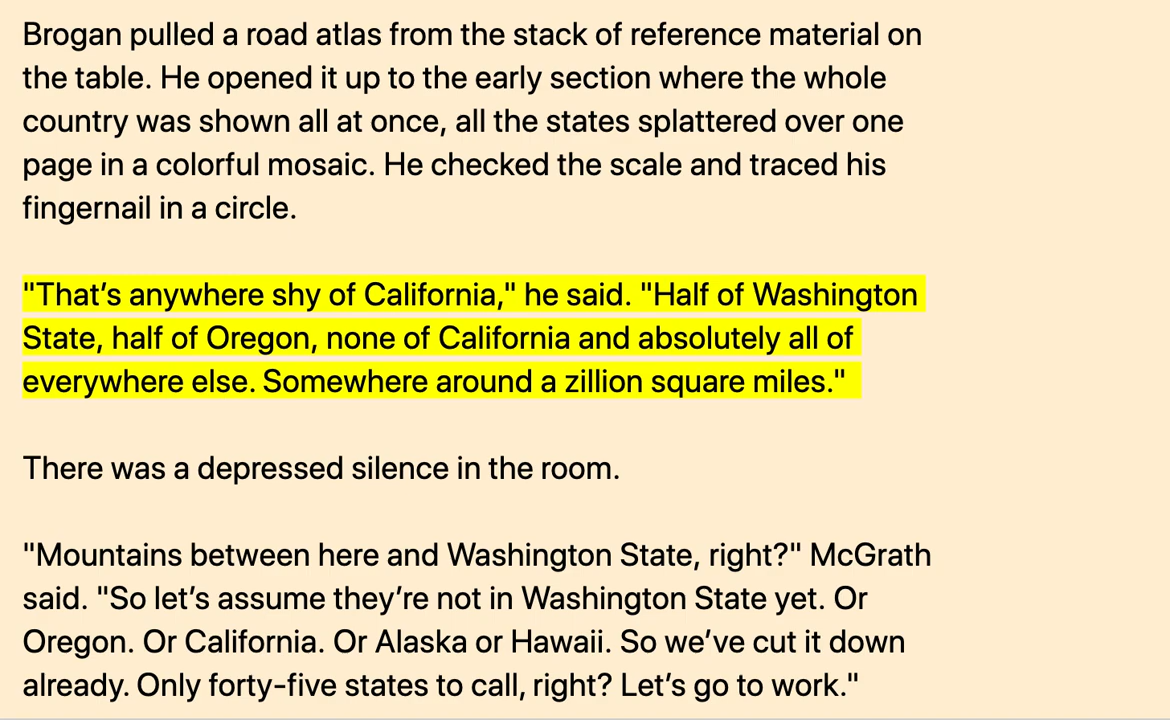 Brogan pulled a road atlas from the stack of reference material on
the table. He opened it up to the early section where the whole
country was shown all at once, all the states splattered over one
page in a colorful mosaic. He checked the scale and traced his
fingernail in a circle.
"That’s anywhere shy of California," he said. "Half of Washington
State, half of Oregon, none of California and absolutely all of
everywhere else. Somewhere around a zillion square miles."
There was a depressed silence in the room.
"Mountains between here and Washington State, right?" McGrath
said. "So let’s assume they’re not in Washington State yet. Or
Oregon. Or California. Or Alaska or Hawaii. So we’ve cut it down
already. Only forty-five states to call, right? Let’s go to work."